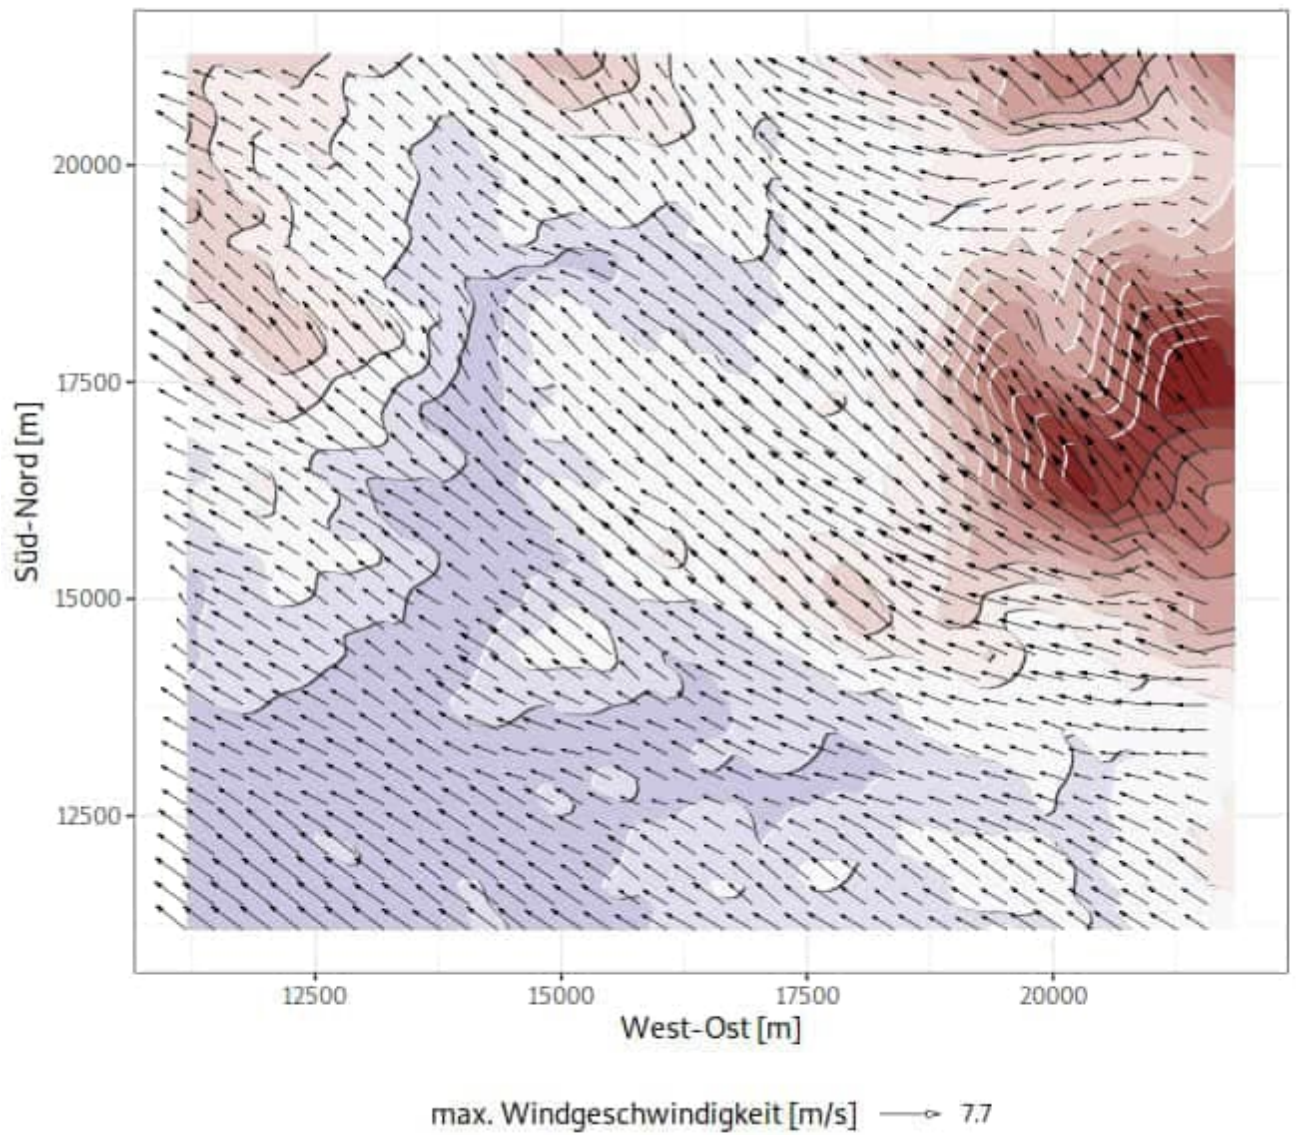 20000
17500
15000
12500
Süd-Nord [m]
12500 15000 17500 20000
West-Ost [m]
max. Windgeschwindigkeit [m/s] 7.7